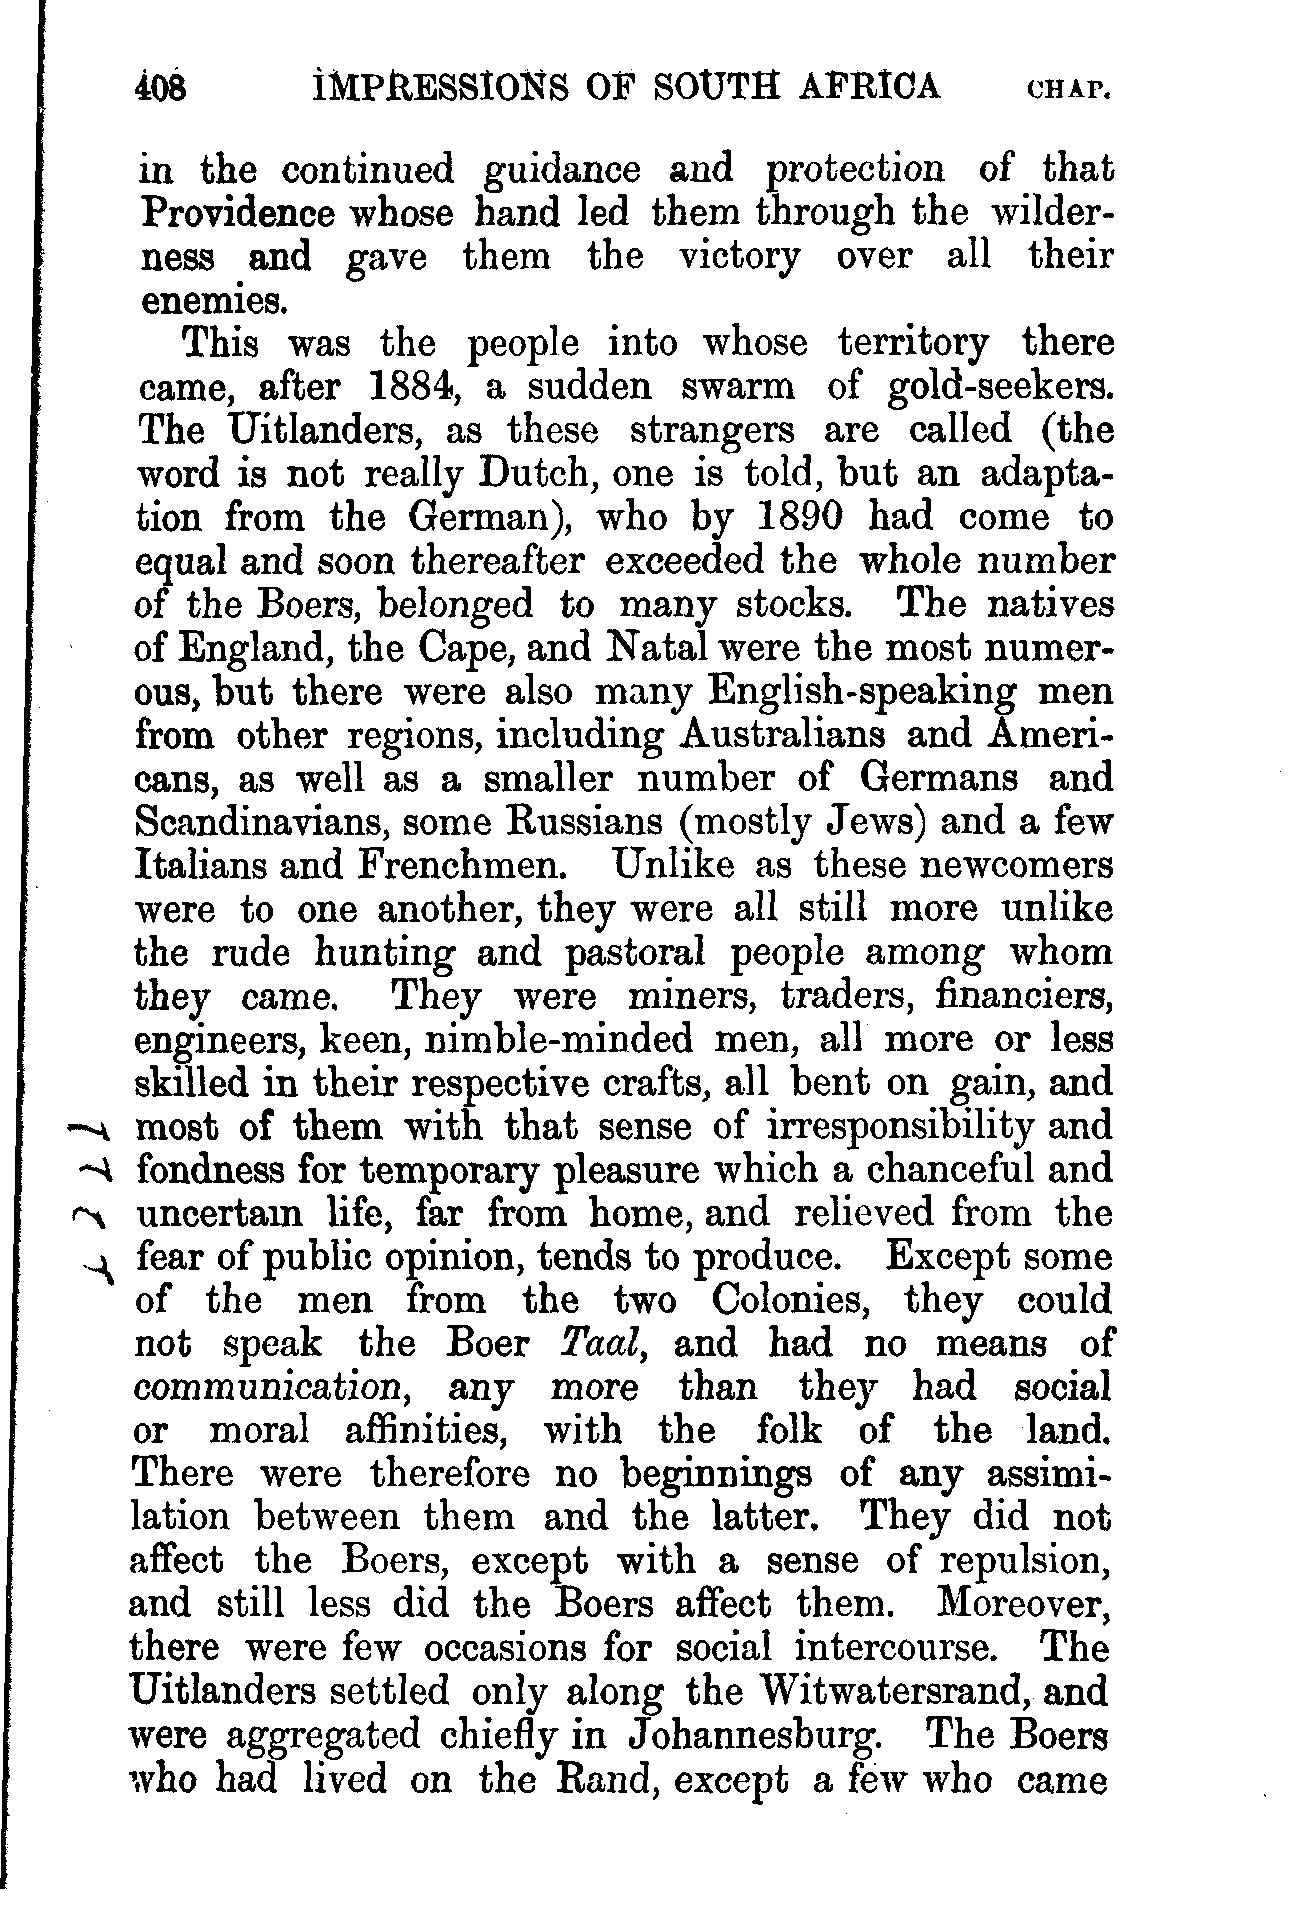 408 IMPRESSIONS OF SOUTH AFRICA CHAP.
in the continued guidance and protection of that
Providence whose hand led them through the wilder-
ness and gave them the victory over all their
enemies.
This was the people into whose territory there
came, after 1884, a sudden swarm of gold-seekers.
The Uitlanders, as these strangers are called (the
word is not really Dutch, one is told, but an adapta-
tion from the German), who by 1890 had come to
equal and soon thereafter exceeded the whole number
of the Boers, belonged to many stocks. The natives
of England, the Cape, and Natal were the most numer-
ous, but there were also many English-speaking men
from other regions, including Australians and Ameri-
cans, as well as a smaller number of Germans and
Scandinavians, some Russians (mostly Jews) and a few
Italians and Frenchmen. Unlike as these newcomers
were to one another, they were all still more unlike
the rude hunting and pastoral people among whom
they came. They were miners, traders, financiers,
engineers, keen, nimble-minded men, all more or less
skilled in their respective crafts, all bent on gain, and
most of them with that sense of irresponsibility and
fondness for temporary pleasure which a chanceful and
uncertain life, far from home, and relieved from the
fear of public opinion, tends to produce. Except some
of the men from the two Colonies, they could
not speak the Boer Taal, and had no means of
communication, any more than they had social
or moral affinities, with the folk of the land.
There were therefore no beginnings of any assimi-
lation between them and the latter. They did not
affect the Boers, except with a sense of repulsion,
and still less did the Boers affect them. Moreover,
there were few occasions for social intercourse. The
Uitlanders settled only along the Witwatersrand, and
were aggregated chiefly in Johannesburg. The Boers
who had lived on the Rand, except a few who came